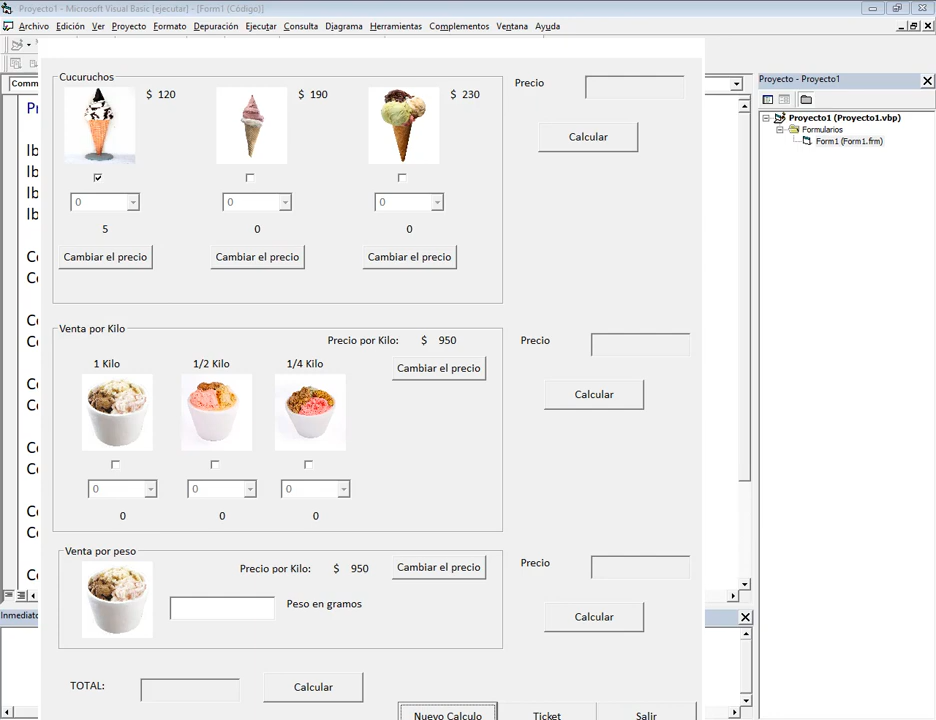 Proyecto1 - Microsoft Visual Basic [ejecutar] - [Form1 (Código)]
Archivo Edición Ver Proyecto Formato Depuración Ejecutar Consulta Diagrama Herramientas Complementos Ventana Ayuda
Proyecto - Proyecto1
Proyecto1 (Proyecto1.vbp)
Formularios
Form1 (Form1.frm)
Comm
Cucuruchos
$ 120 $ 190 $ 230
0 0 0
5 0 0
Cambiar el precio Cambiar el precio Cambiar el precio
Precio
Calcular
Venta por Kilo
Precio por Kilo: $ 950
Cambiar el precio
1 Kilo 1/2 Kilo 1/4 Kilo
0 0 0
0 0 0
Precio
Calcular
Venta por peso
Precio por Kilo: $ 950 Cambiar el precio
Peso en gramos
Precio
Calcular
Inmediato
TOTAL: Calcular
Nuevo Calculo Ticket Salir